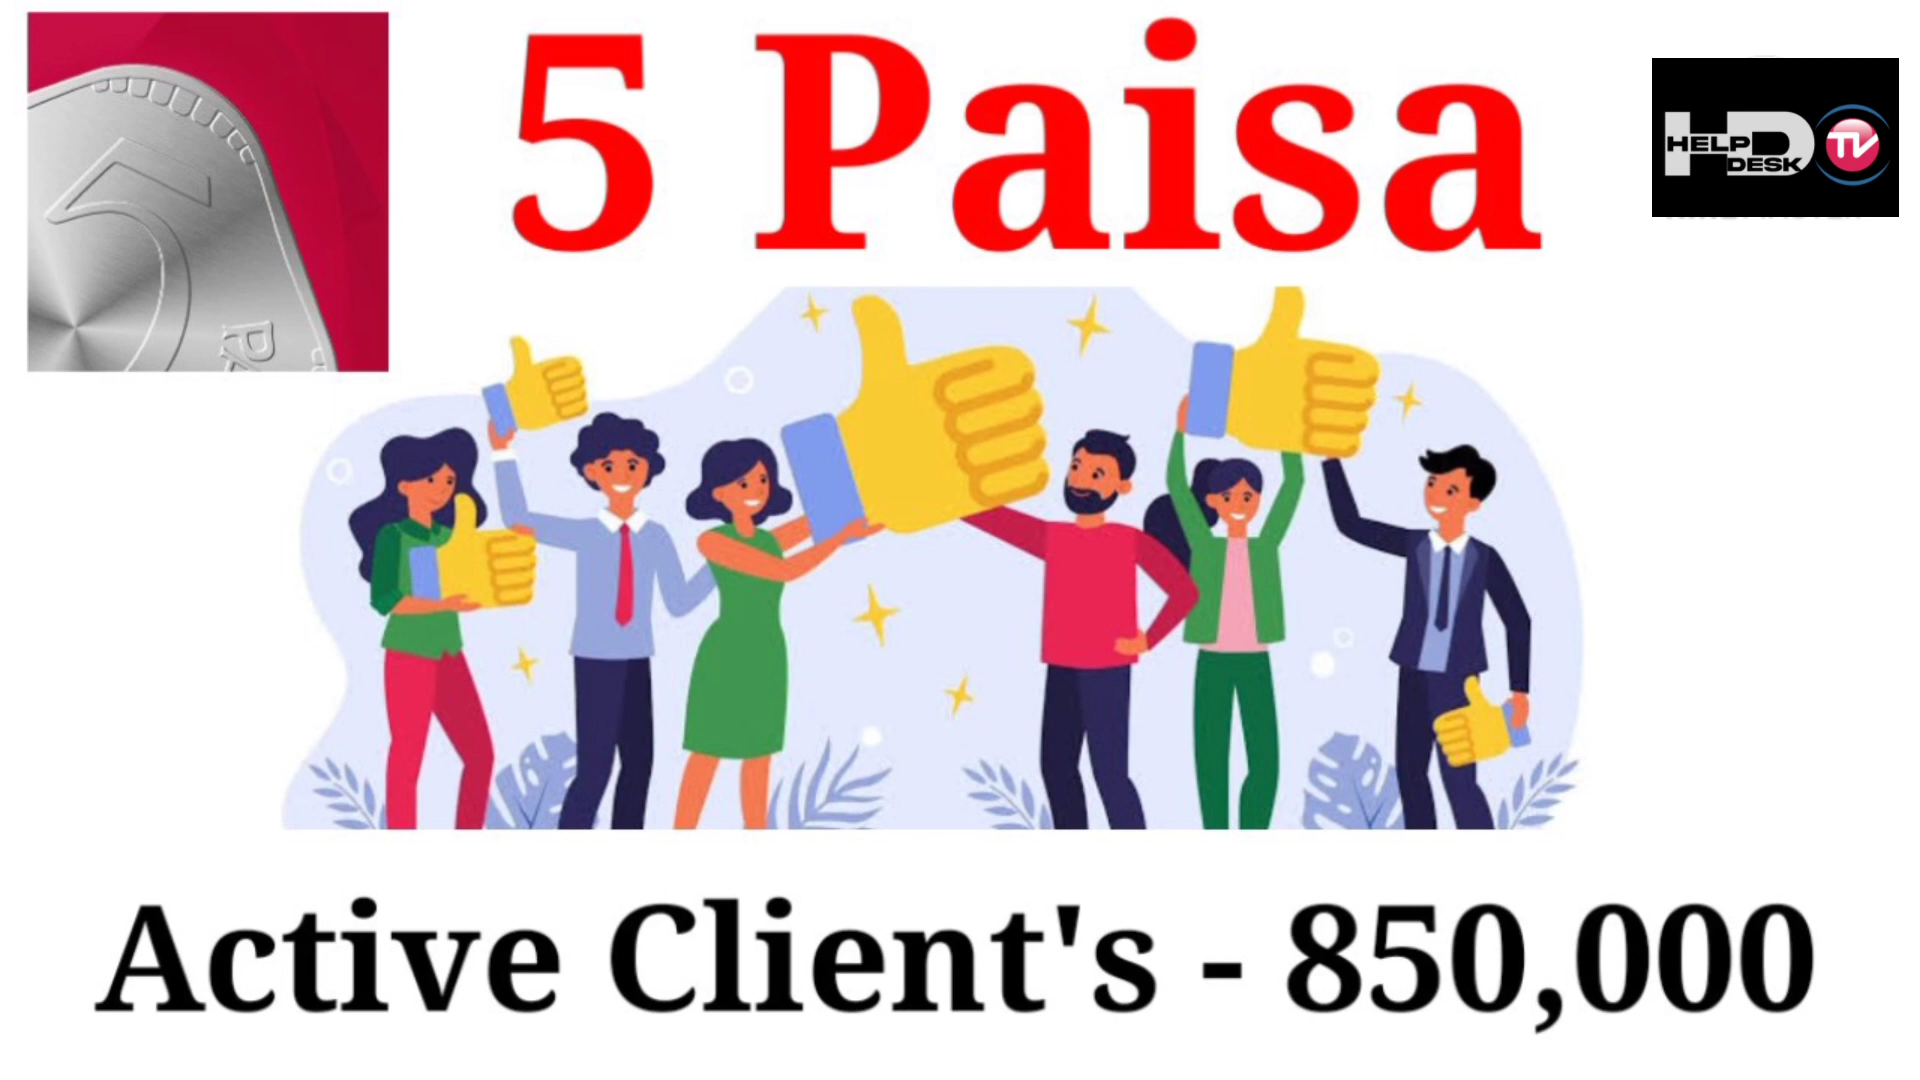 5 Paisa
HELP
DESK
TV
Active Client's - 850,000